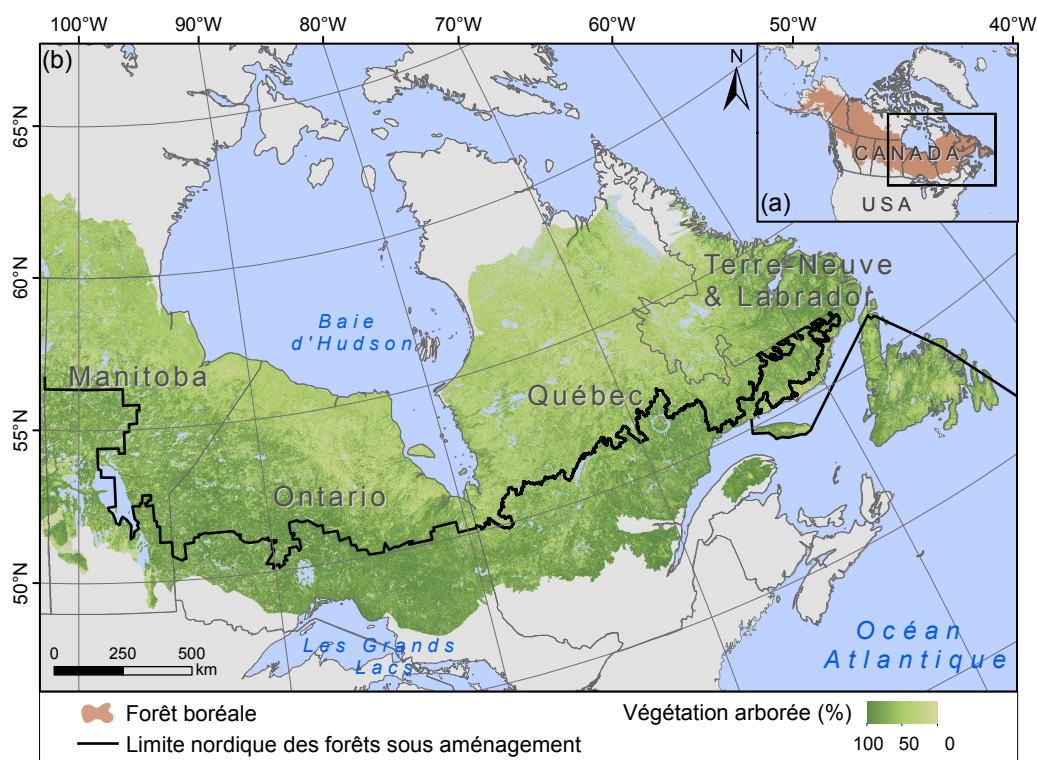 100°W 90°W 80°W 70°W 60°W 50°W 40°W
(b)
N
65°N
60°N
55°N
50°N
CANADA
USA
(a)
Terre-Neuve
& Labrador
Baie
d'Hudson
Manitoba
Québec
Ontario
Les Grands
Lacs
Océan
Atlantique
0 250 500
km
Forêt boréale
Limite nordique des forêts sous aménagement
Végétation arborée (%)
100 50 0